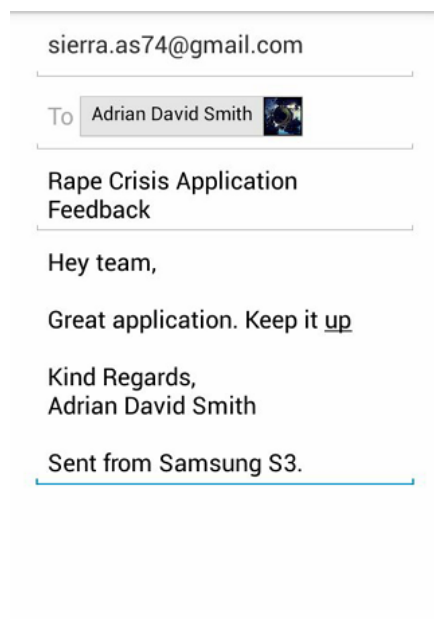 sierra.as74@gmail.com
To Adrian David Smith
Rape Crisis Application
Feedback
Hey team,
Great application. Keep it up
Kind Regards,
Adrian David Smith
Sent from Samsung S3.